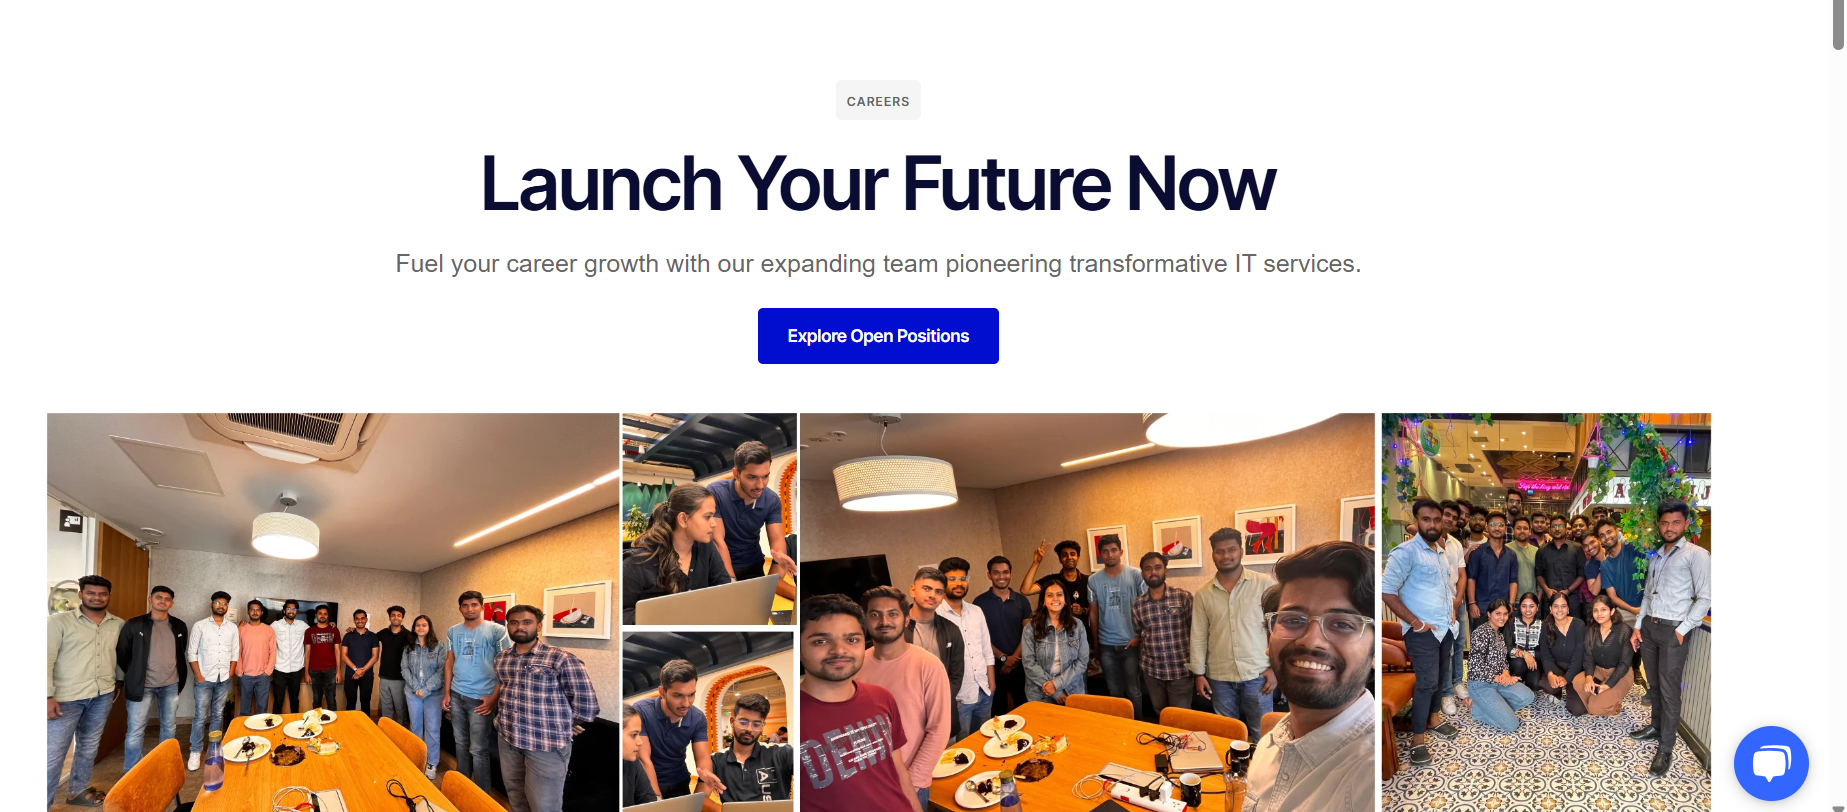 CAREERS
Launch Your Future Now
Fuel your career growth with our expanding team pioneering transformative IT services.
Explore Open Positions